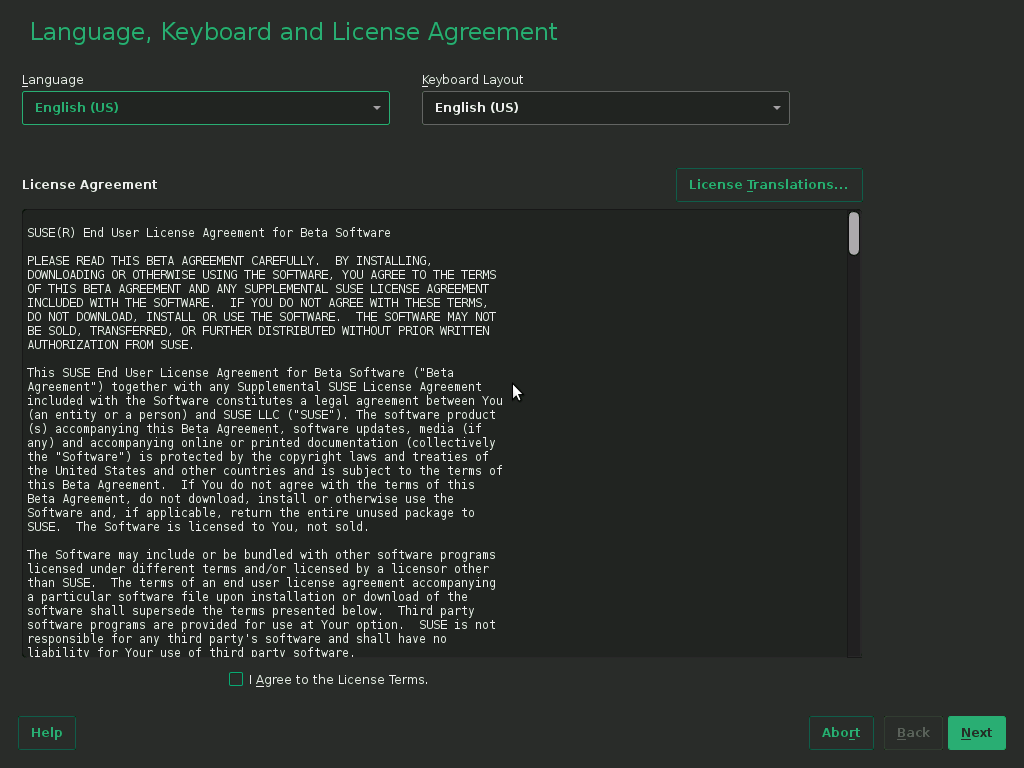 Language, Keyboard and License Agreement
Language
Keyboard Layout
English (US)
English (US)
License Agreement
License Translations...
SUSE(R) End User License Agreement for Beta Software
PLEASE READ THIS BETA AGREEMENT CAREFULLY.  BY INSTALLING,
DOWNLOADING OR OTHERWISE USING THE SOFTWARE, YOU AGREE TO THE TERMS
OF THIS BETA AGREEMENT AND ANY SUPPLEMENTAL SUSE LICENSE AGREEMENT
INCLUDED WITH THE SOFTWARE.  IF YOU DO NOT AGREE WITH THESE TERMS,
DO NOT DOWNLOAD, INSTALL OR USE THE SOFTWARE.  THE SOFTWARE MAY NOT
BE SOLD, TRANSFERRED, OR FURTHER DISTRIBUTED WITHOUT PRIOR WRITTEN
AUTHORIZATION FROM SUSE.
This SUSE End User License Agreement for Beta Software ("Beta
Agreement") together with any Supplemental SUSE License Agreement
included with the Software constitutes a legal agreement between You
(an entity or a person) and SUSE LLC ("SUSE"). The software product
(s) accompanying this Beta Agreement, software updates, media (if
any) and accompanying online or printed documentation (collectively
the "Software") is protected by the copyright laws and treaties of
the United States and other countries and is subject to the terms of
this Beta Agreement.  If You do not agree with the terms of this
Beta Agreement, do not download, install or otherwise use the
Software and, if applicable, return the entire unused package to
SUSE.  The Software is licensed to You, not sold.
The Software may include or be bundled with other software programs
licensed under different terms and/or licensed by a licensor other
than SUSE.  The terms of an end user license agreement accompanying
a particular software file upon installation or download of the
software shall supersede the terms presented below.  Third party
software programs are provided for use at Your option.  SUSE is not
responsible for any third party's software and shall have no
liability for Your use of third party software.
I Agree to the License Terms.
Help
Abort
Back
Next